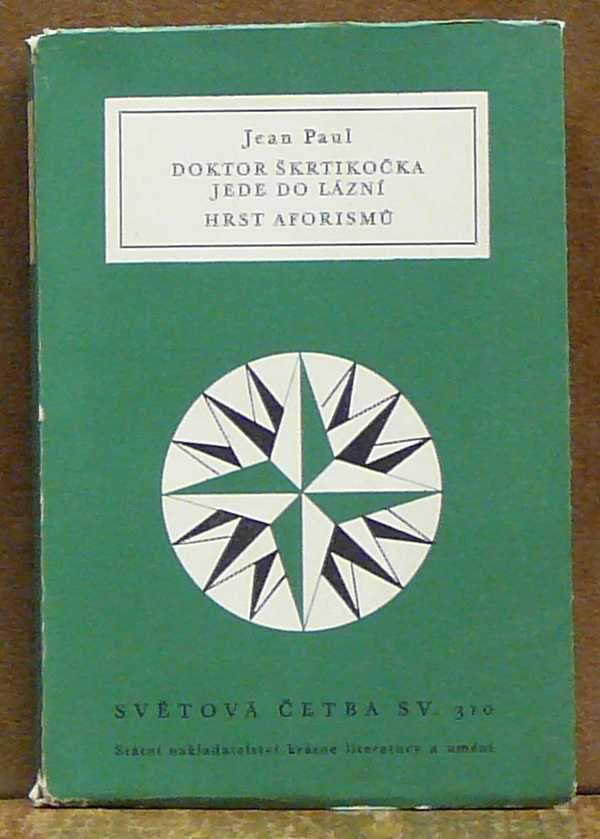 Jean Paul
DOKTOR ŠKRTIKOČKA
JEDE DO LÁZNÍ
HRST AFORISMŮ
SVĚTOVÁ ČETBA SV. 310
Státní nakladatelství krásné literatury a umění